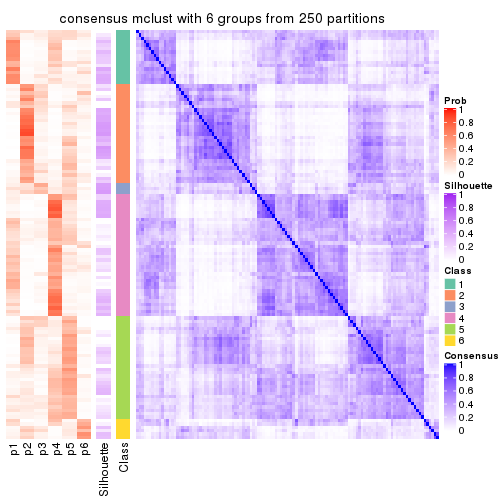 consensus mclust with 6 groups from 250 partitions
Prob
1
0.8
0.6
0.4
0.2
0
Silhouette
1
0.8
0.6
0.4
0.2
0
Class
1
2
3
4
5
6
Consensus
1
0.8
0.6
0.4
0.2
0
p1
p2
p3
p4
p5
p6
Silhouette
Class